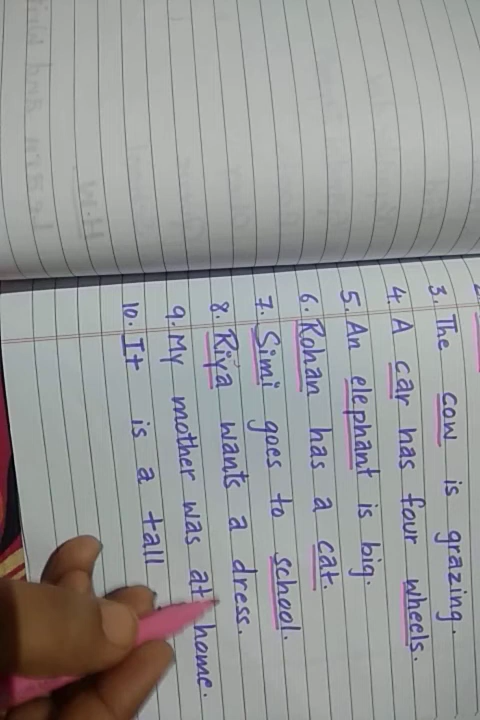 3. The cow is grazing.
4. A car has four wheels.
5. An elephant is big.
6. Rohan has a cat.
7. Simi goes to school.
8. Riya wants a dress.
9. My mother was at home.
10. It is a tall